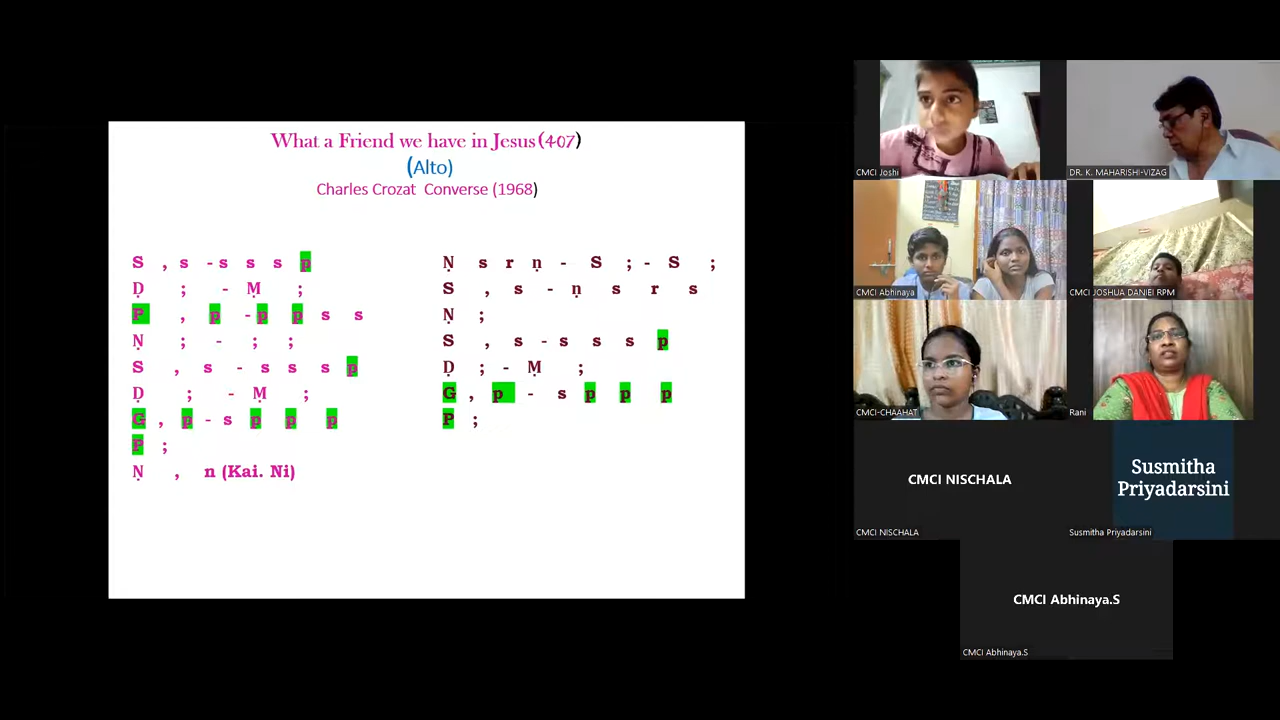 What a Friend we have in Jesus(407)
(Alto)
Charles Crozat Converse (1968)
S , s - s s s p
Ḍ ; - Ṃ ;
P , p - p p s s
Ṇ ; - ; ;
S , s - s s s p
Ḍ ; - Ṃ ;
G , p - s p p p
P ;
Ṇ , n (Kai. Ni)
Ṇ s r ṇ - S ; - S ;
S , s - ṇ s r s
Ṇ ;
S , s - s s s p
Ḍ ; - Ṃ ;
G , p - s p p p
P ;
CMCI Joshi
DR. K. MAHARISHI-VIZAG
CMCI Abhinaya
CMCI JOSHUA DANIEl RPM
CMCI-CHAAHAT
Rani
CMCI NISCHALA
CMCI NISCHALA
Susmitha Priyadarsini
Susmitha Priyadarsini
CMCI Abhinaya.S
CMCI Abhinaya.S